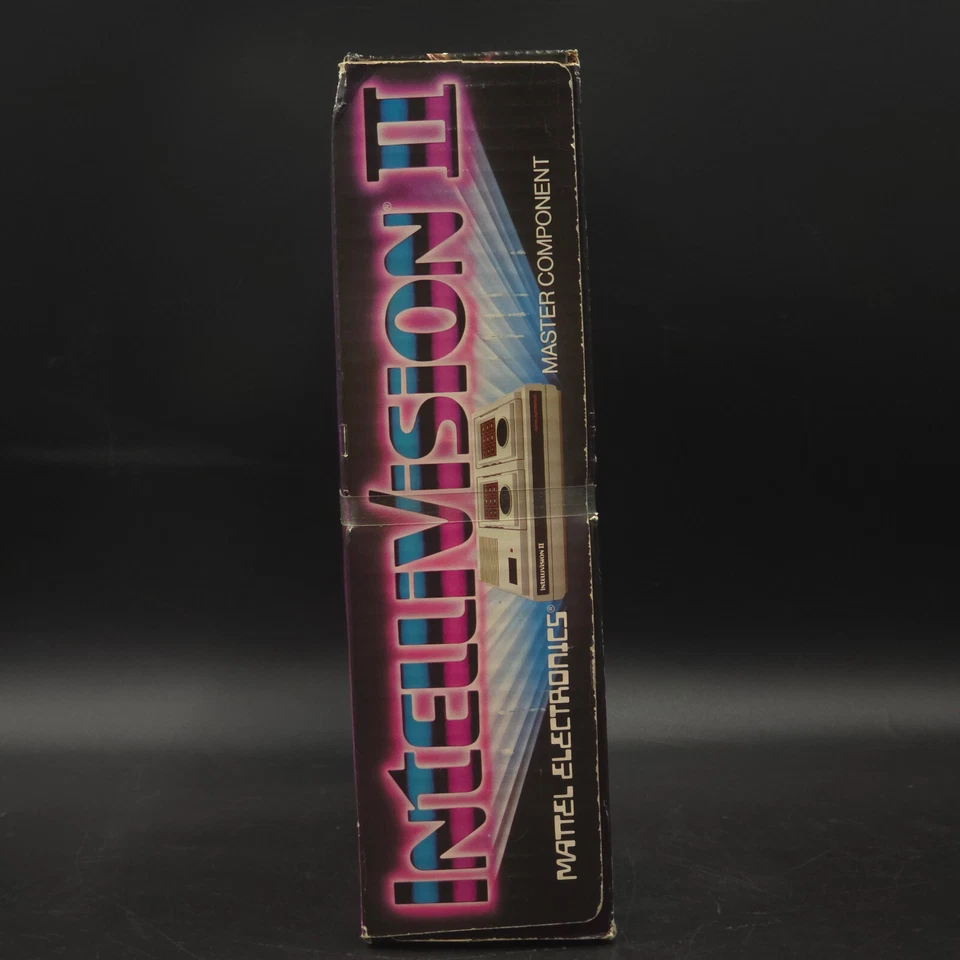 INTELLIVISION® II
INTELLIVISION II
MATTEL ELECTRONICS® MASTER COMPONENT